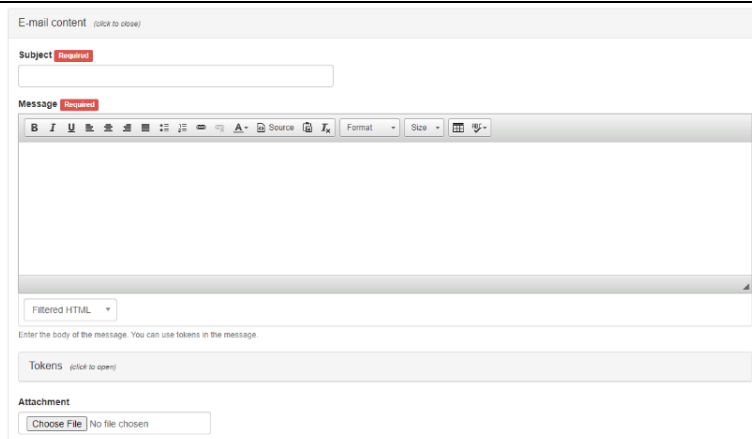 E-mail content (click to close)
Subject Required
Message Required
B I U A Source Tx Format Size
Filtered HTML
Enter the body of the message. You can use tokens in the message.
Tokens (click to open)
Attachment
Choose File No file chosen